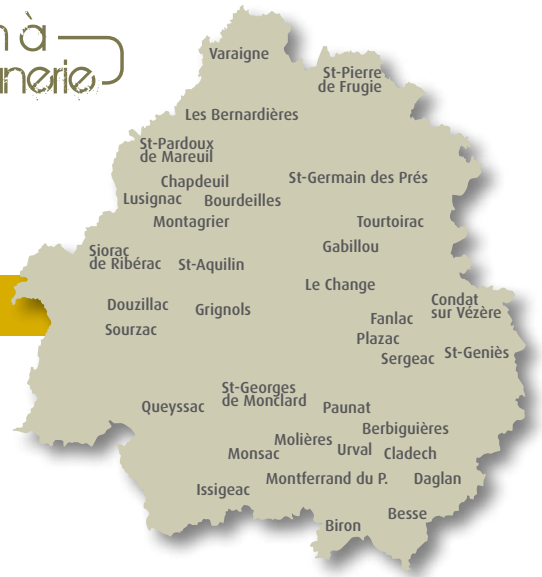 à
Varaigne
St-Pierre
de Frugie
Les Bernardières
St-Pardoux
de Mareuil
Chapdeuil
St-Germain des Prés
Lusignac
Bourdeilles
Montagrier
Tourtoirac
Siorac
de Ribérac
St-Aquilin
Gabillou
Le Change
Douzillac
Grignols
Condat
sur Vézère
Fanlac
Sourzac
Plazac
Sergeac
St-Geniès
St-Georges
de Monclard
Queyssac
Paunat
Berbiguières
Molières
Urval
Cladech
Monsac
Montferrand du P.
Daglan
Issigeac
Besse
Biron